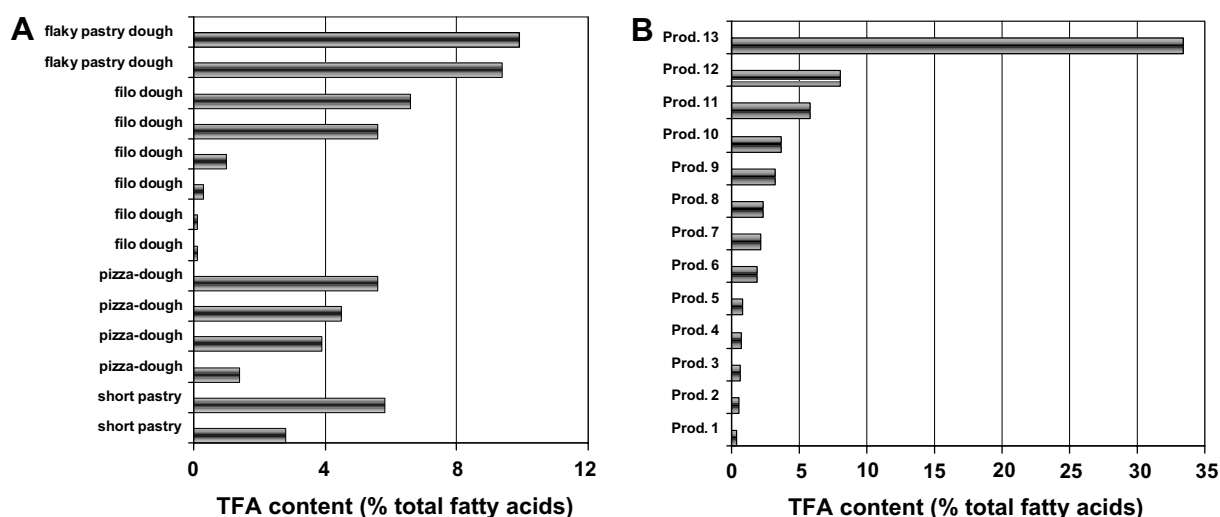 A
flaky pastry dough
flaky pastry dough
filo dough
filo dough
filo dough
filo dough
filo dough
filo dough
pizza-dough
pizza-dough
pizza-dough
pizza-dough
short pastry
short pastry
0 4 8 12
TFA content (% total fatty acids)
B
Prod. 13
Prod. 12
Prod. 11
Prod. 10
Prod. 9
Prod. 8
Prod. 7
Prod. 6
Prod. 5
Prod. 4
Prod. 3
Prod. 2
Prod. 1
0 5 10 15 20 25 30 35
TFA content (% total fatty acids)